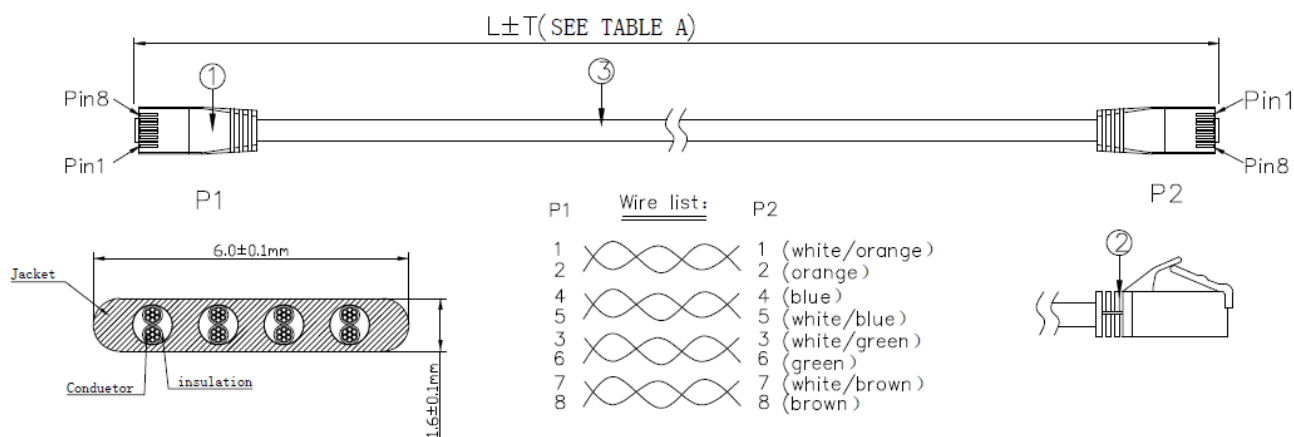 L±T(SEE TABLE A)
1
3
Pin8
Pin1
Pin1
Pin8
P1
P2
6.0±0.1mm
Jacket
Conduetor
insulation
1.6±0.1mm
P1 Wire list: P2
1 1 (white/orange)
2 2 (orange)
4 4 (blue)
5 5 (white/blue)
3 3 (white/green)
6 6 (green)
7 7 (white/brown)
8 8 (brown)
2